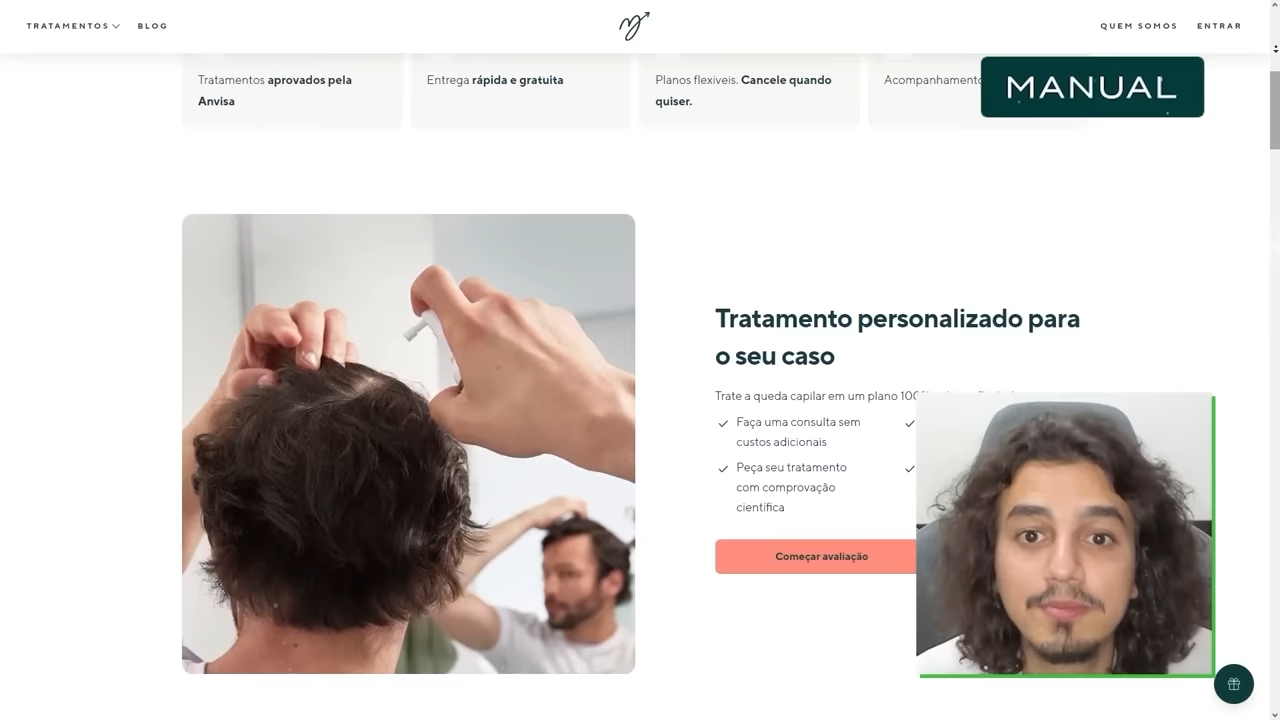 TRATAMENTOS
BLOG
QUEM SOMOS
ENTRAR
Tratamentos aprovados pela
Anvisa
Entrega rápida e gratuita
Planos flexíveis. Cancele quando
quiser.
MANUAL
Tratamento personalizado para
o seu caso
Trate a queda capilar em um plano
Faça uma consulta sem
custos adicionais
Peça seu tratamento
com comprovação
científica
Começar avaliação